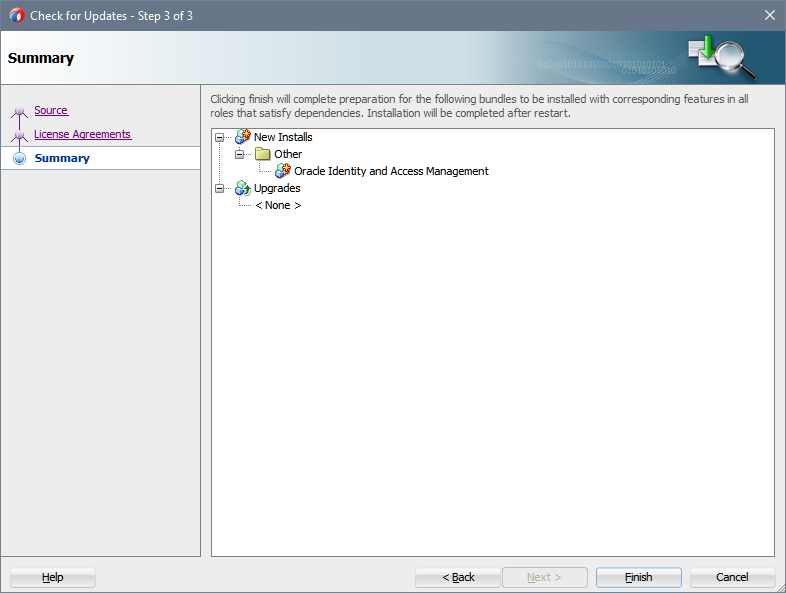 Check for Updates - Step 3 of 3
Summary
Source
License Agreements
Summary
Clicking finish will complete preparation for the following bundles to be installed with corresponding features in all
roles that satisfy dependencies. Installation will be completed after restart.
New Installs
Other
Oracle Identity and Access Management
Upgrades
< None >
Help
< Back
Next >
Finish
Cancel